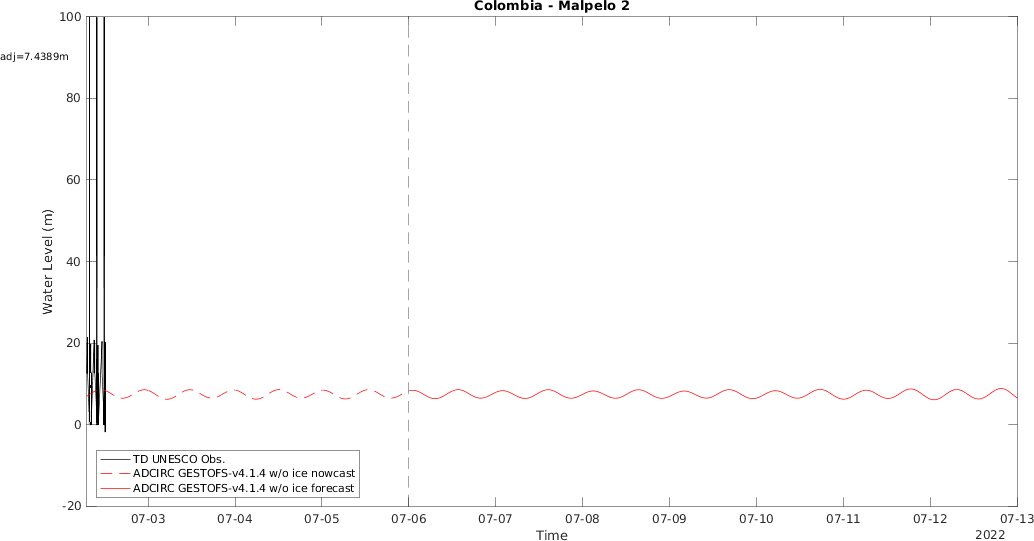 Colombia - Malpelo 2
adj=7.4389m
100
80
60
40
20
0
-20
Water Level (m)
TD UNESCO Obs.
ADCIRC GESTOFS-v4.1.4 w/o ice nowcast
ADCIRC GESTOFS-v4.1.4 w/o ice forecast
07-03 07-04 07-05 07-06 07-07 07-08 07-09 07-10 07-11 07-12 07-13
Time
2022